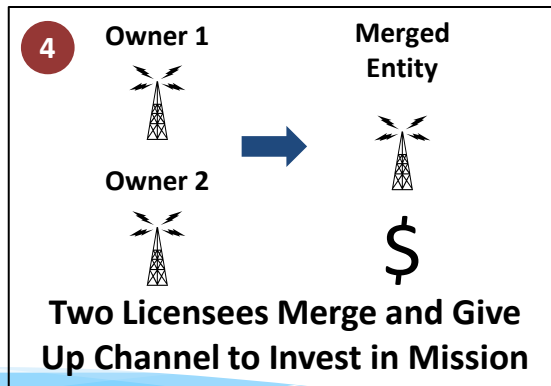 4
Owner 1
Merged
Entity
Owner 2
$
Two Licensees Merge and Give
Up Channel to Invest in Mission